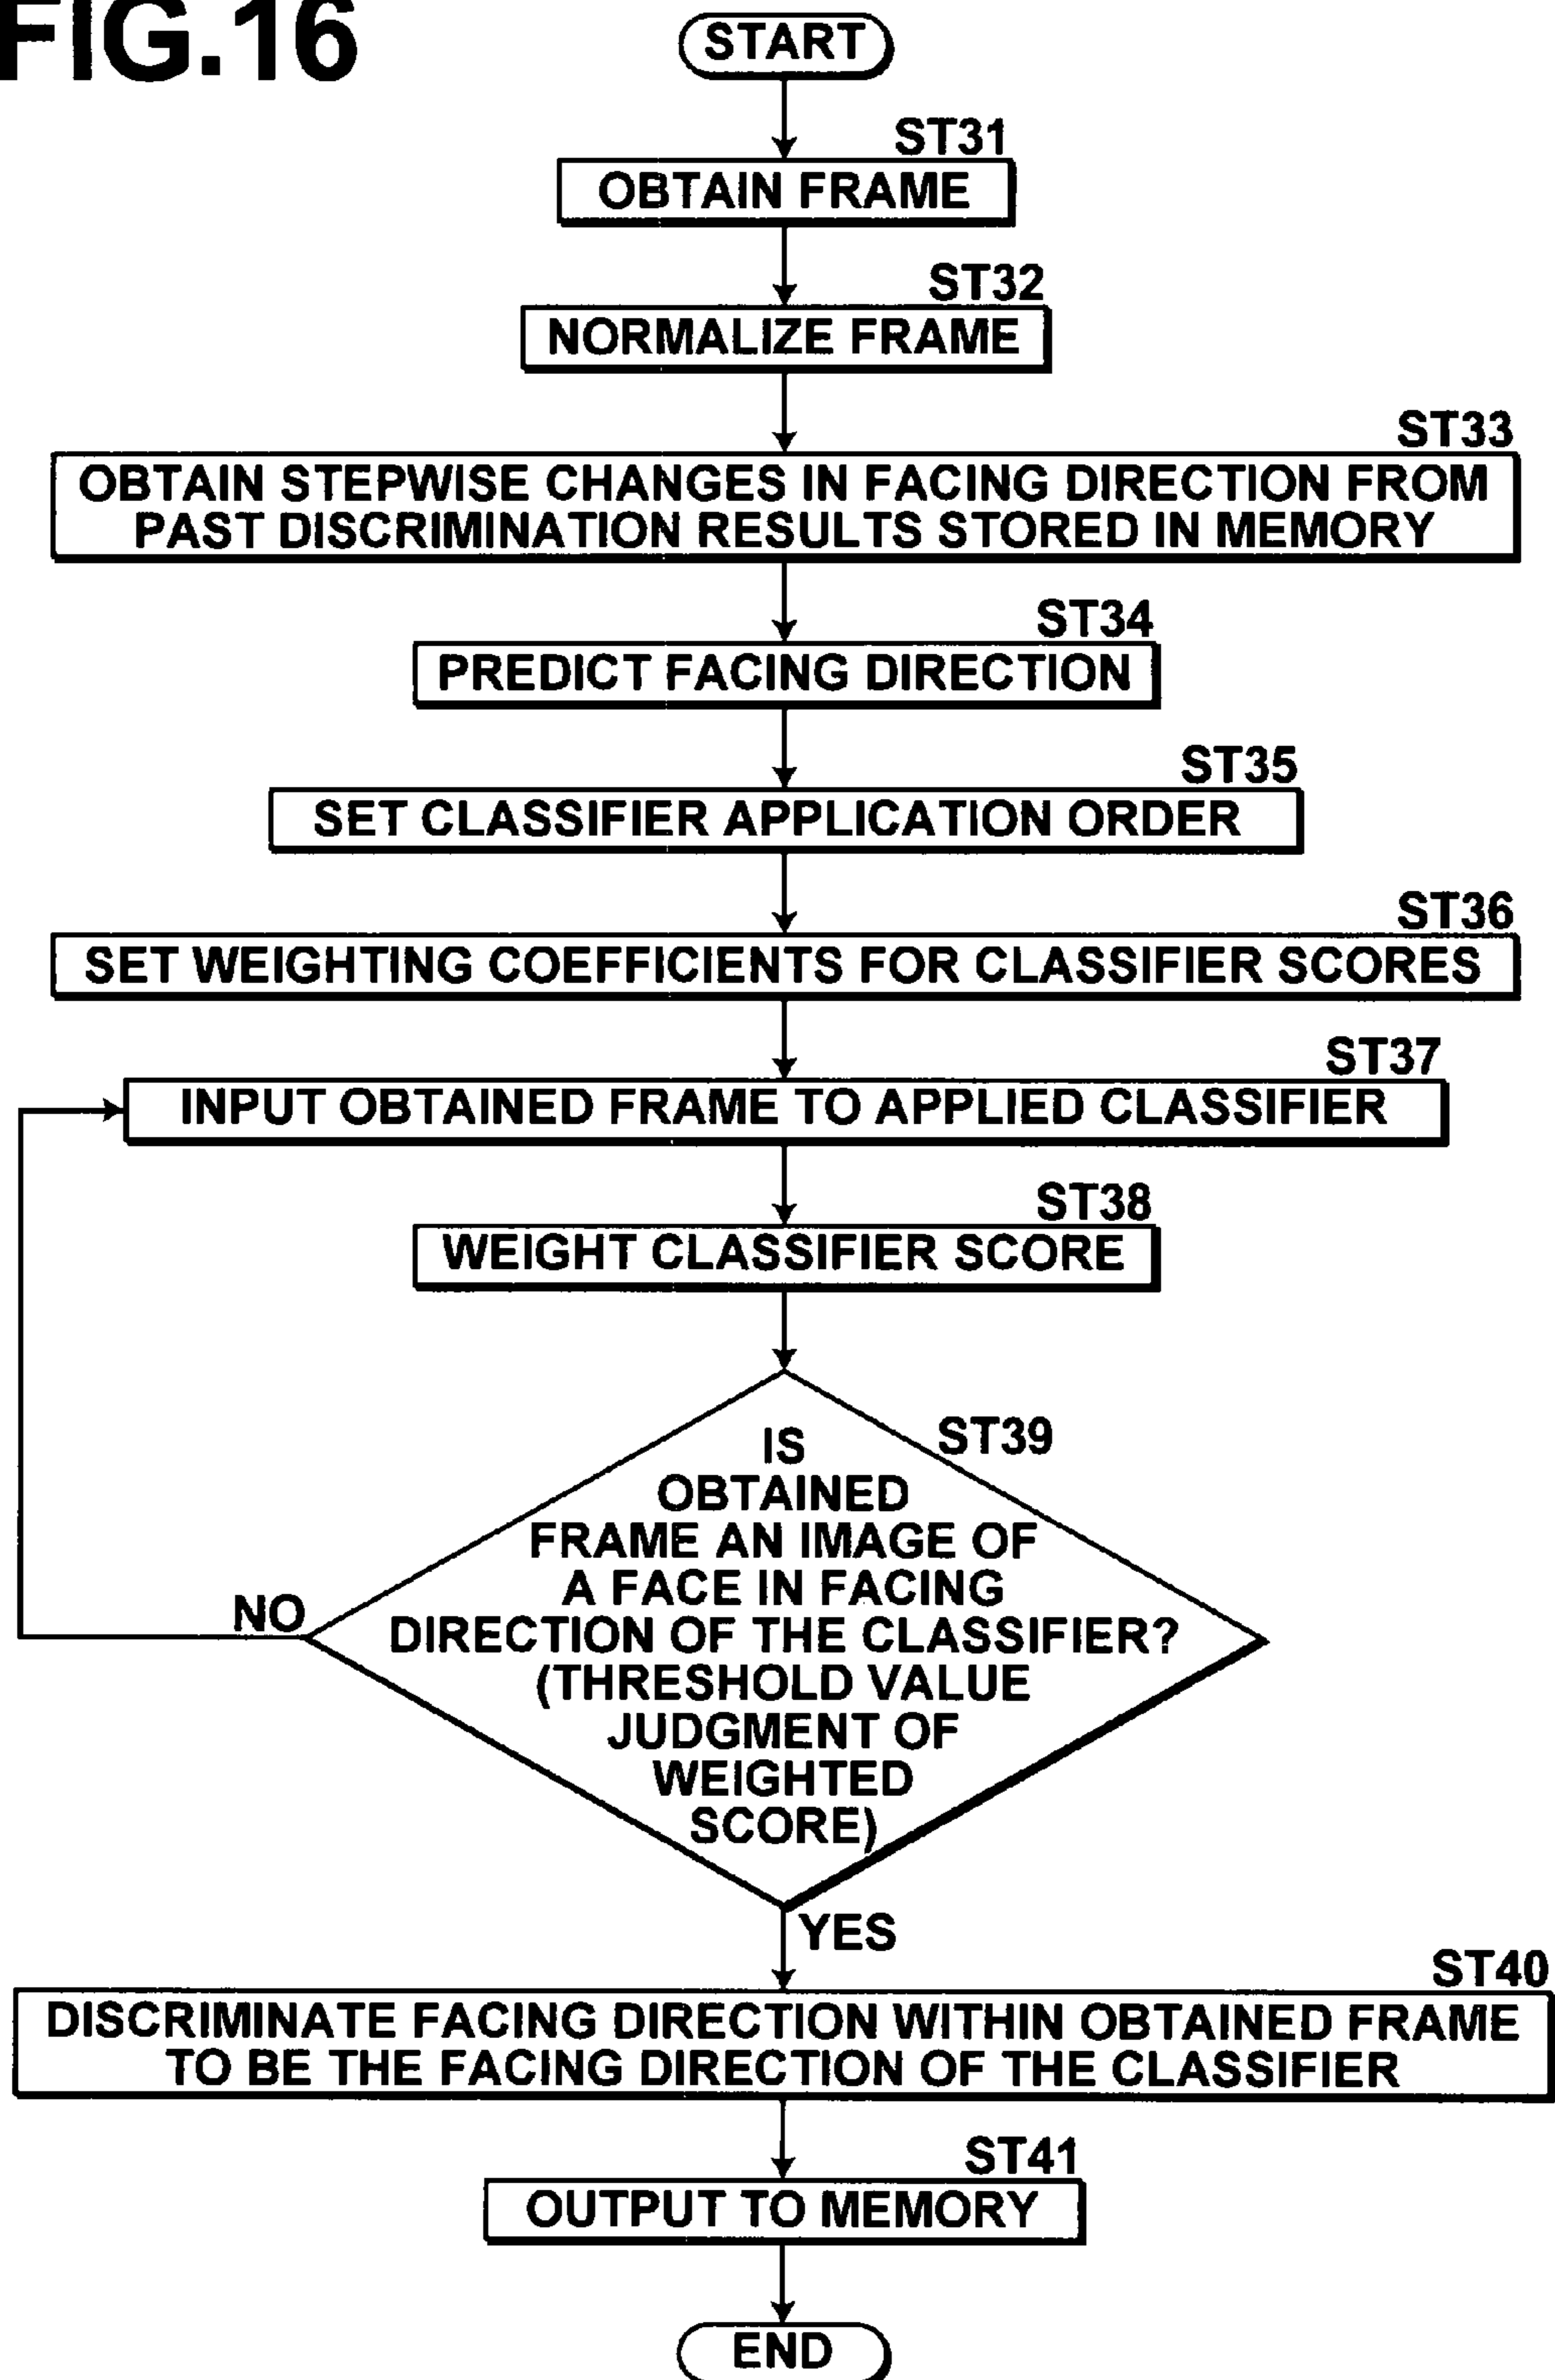 FIG.16
START
ST31
OBTAIN FRAME
ST32
NORMALIZE FRAME
ST33
OBTAIN STEPWISE CHANGES IN FACING DIRECTION FROM
PAST DISCRIMINATION RESULTS STORED IN MEMORY
ST34
PREDICT FACING DIRECTION
ST35
SET CLASSIFIER APPLICATION ORDER
ST36
SET WEIGHTING COEFFICIENTS FOR CLASSIFIER SCORES
ST37
INPUT OBTAINED FRAME TO APPLIED CLASSIFIER
ST38
WEIGHT CLASSIFIER SCORE
ST39
IS
OBTAINED
FRAME AN IMAGE OF
A FACE IN FACING
DIRECTION OF THE CLASSIFIER?
(THRESHOLD VALUE
JUDGMENT OF
WEIGHTED
SCORE)
NO
YES
ST40
DISCRIMINATE FACING DIRECTION WITHIN OBTAINED FRAME
TO BE THE FACING DIRECTION OF THE CLASSIFIER
ST41
OUTPUT TO MEMORY
END